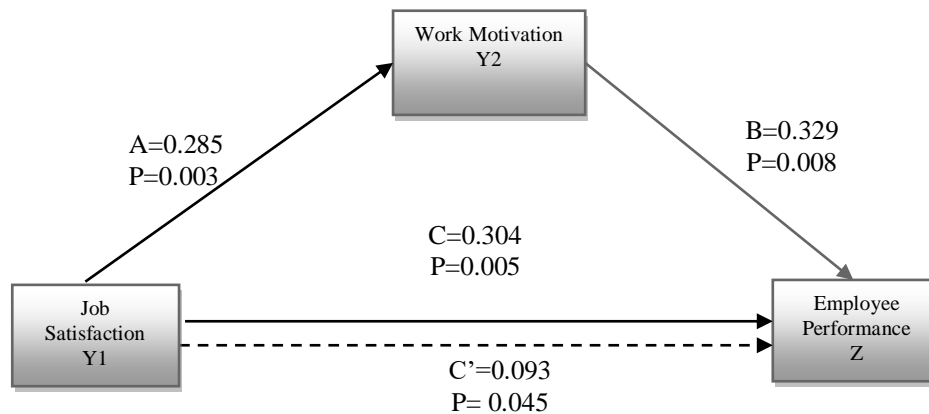 Work Motivation
Y2
A=0.285
P=0.003
B=0.329
P=0.008
C=0.304
P=0.005
Job
Satisfaction
Y1
Employee
Performance
Z
C’=0.093
P= 0.045